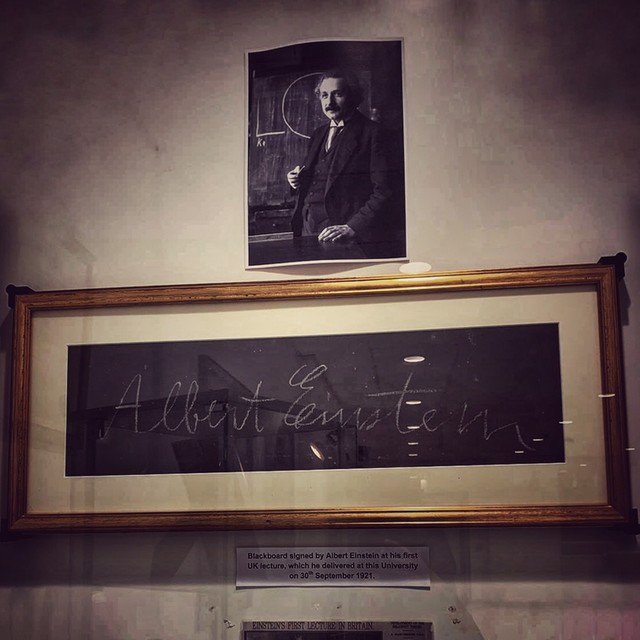 Albert Einstein
Blackboard signed by Albert Einstein at his first
UK lecture, which he delivered at this University
on 30th September 1921.
EINSTEIN'S FIRST LECTURE IN BRITAIN.